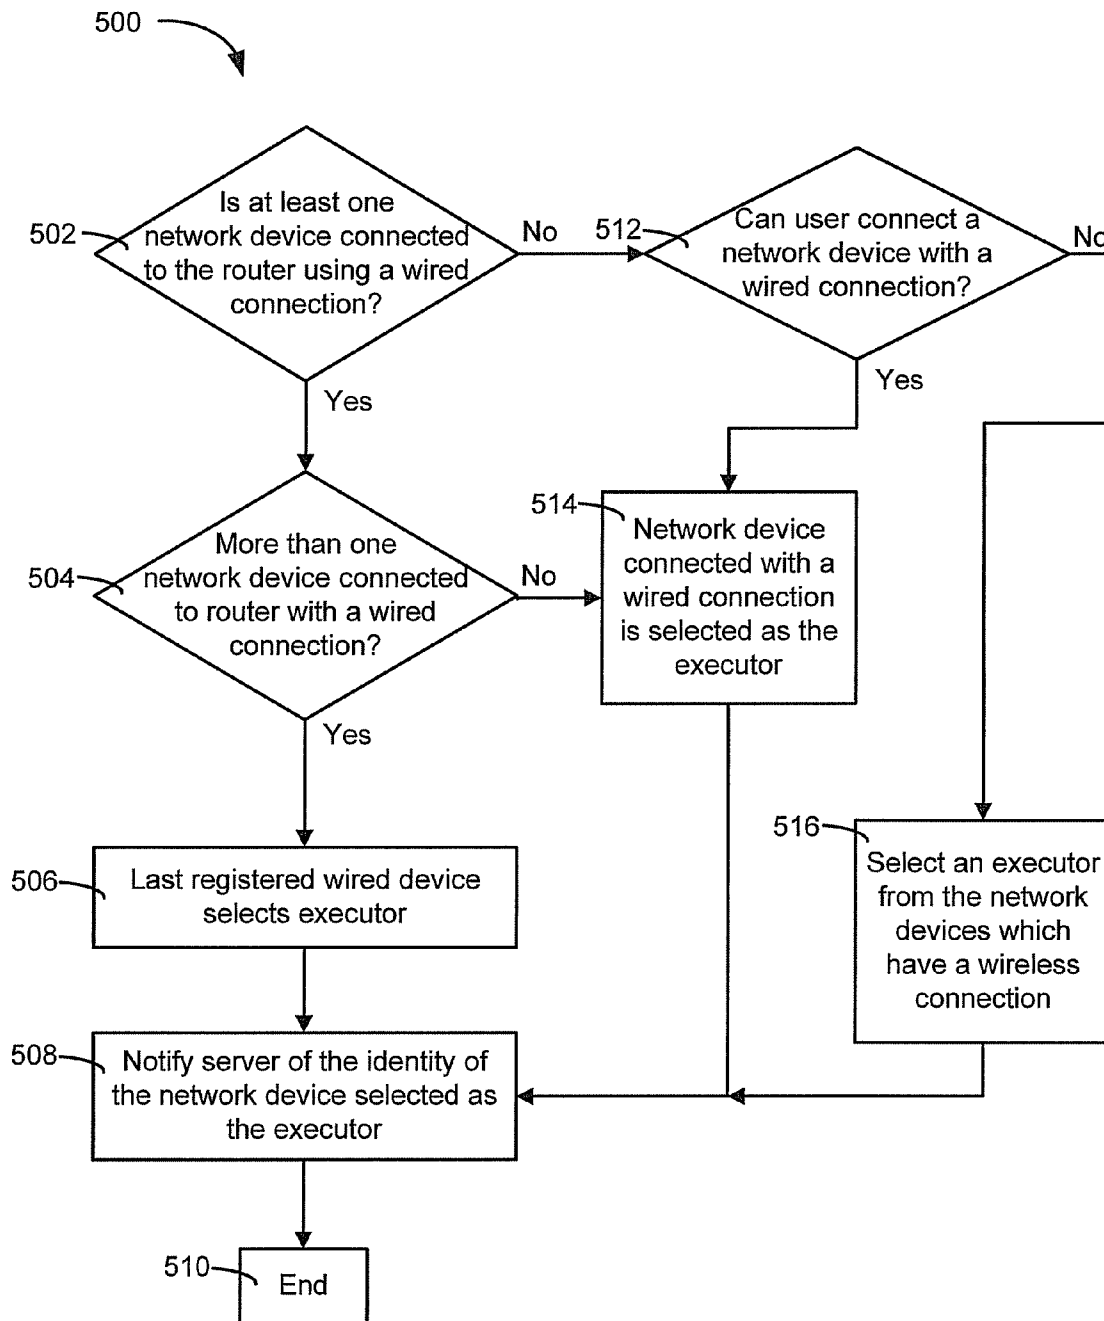 500
502
Is at least one
network device connected
to the router using a wired
connection?
No
512
Can user connect a
network device with a
wired connection?
No
Yes
Yes
504
More than one
network device connected
to router with a wired
connection?
No
514
Network device
connected with a
wired connection
is selected as the
executor
Yes
506
Last registered wired device
selects executor
516
Select an executor
from the network
devices which
have a wireless
connection
508
Notify server of the identity of
the network device selected as
the executor
510
End